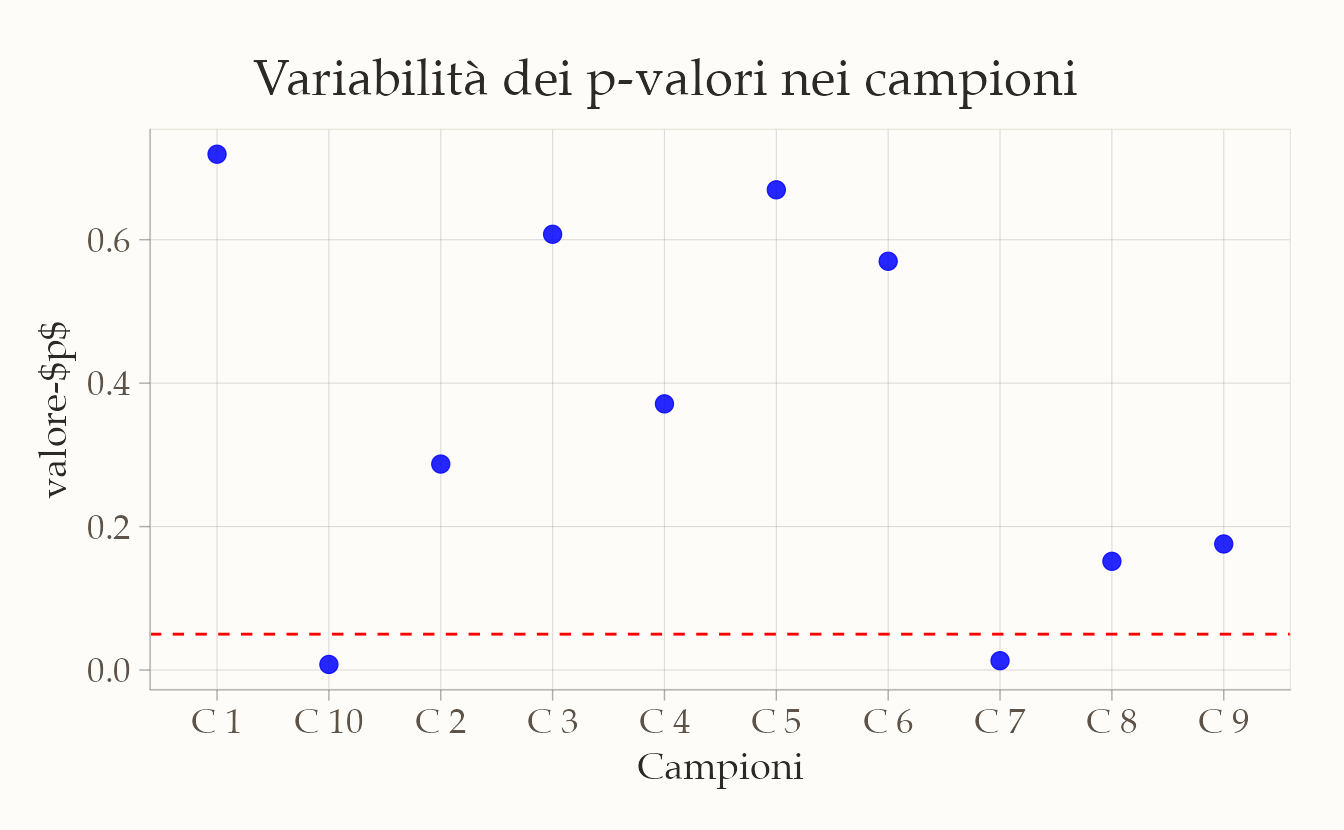 Variabilità dei p-valori nei campioni
valore-$p$
0.6
0.4
0.2
0.0
C 1 C 10 C 2 C 3 C 4 C 5 C 6 C 7 C 8 C 9
Campioni